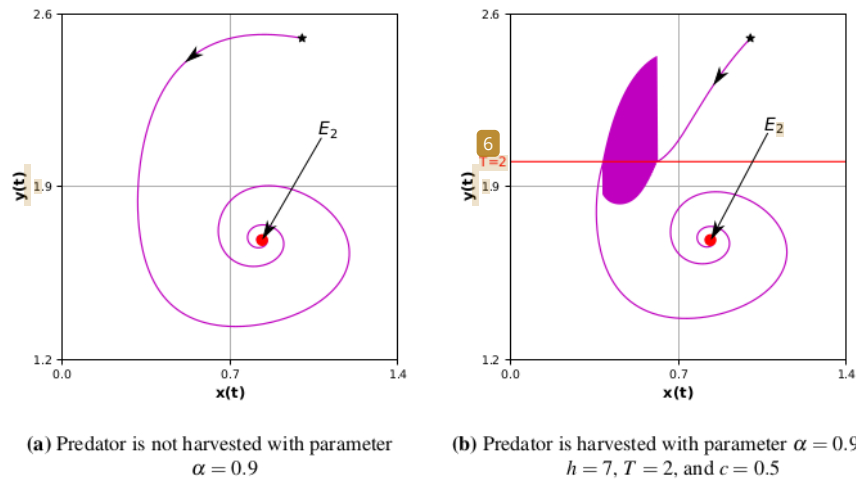 2.6
1.9
1.2
y(t)
0.0
0.7
1.4
x(t)
E2
(a) Predator is not harvested with parameter
α = 0.9
2.6
6
T=2
1.9
1.2
y(t)
0.0
0.7
1.4
x(t)
E2
(b) Predator is harvested with parameter α = 0.9
h = 7, T = 2, and c = 0.5